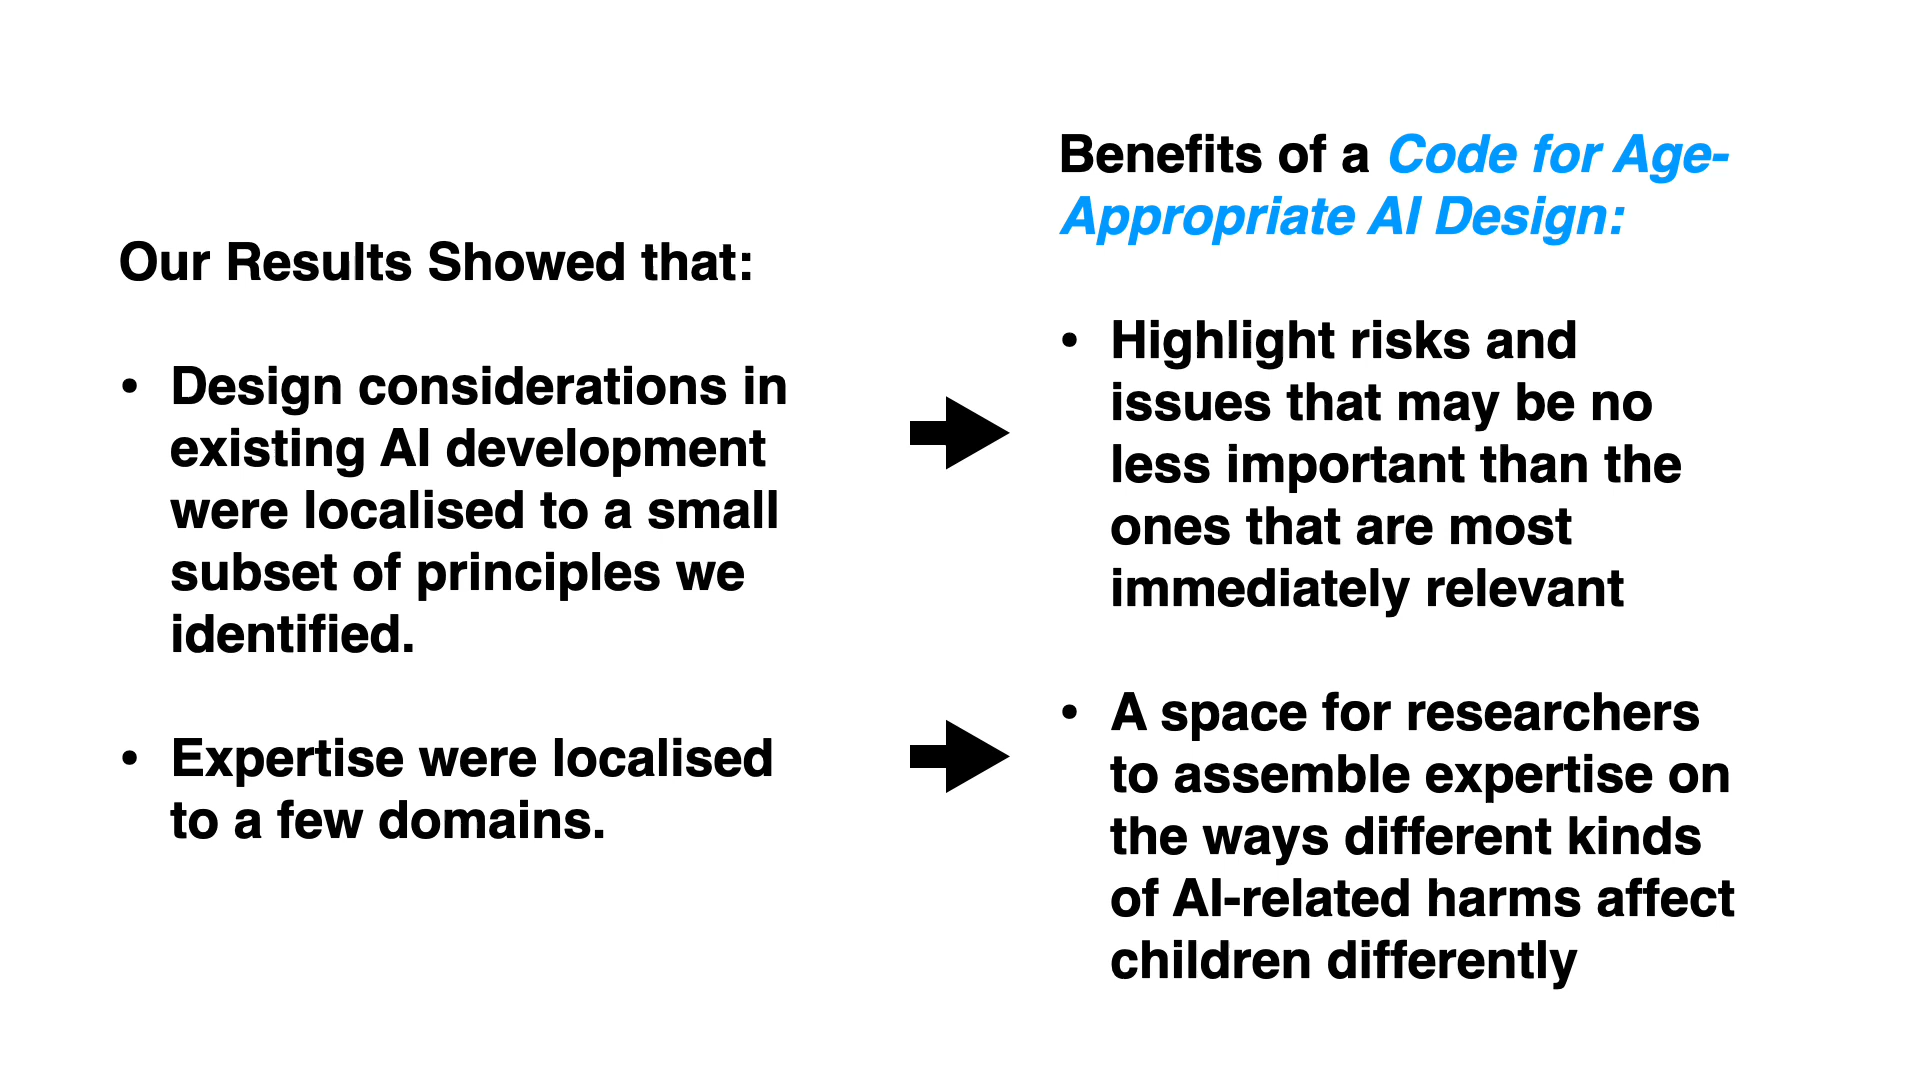 Our Results Showed that:
• Design considerations in
existing AI development
were localised to a small
subset of principles we
identified.
• Expertise were localised
to a few domains.
Benefits of a Code for Age-
Appropriate AI Design:
• Highlight risks and
issues that may be no
less important than the
ones that are most
immediately relevant
• A space for researchers
to assemble expertise on
the ways different kinds
of AI-related harms affect
children differently